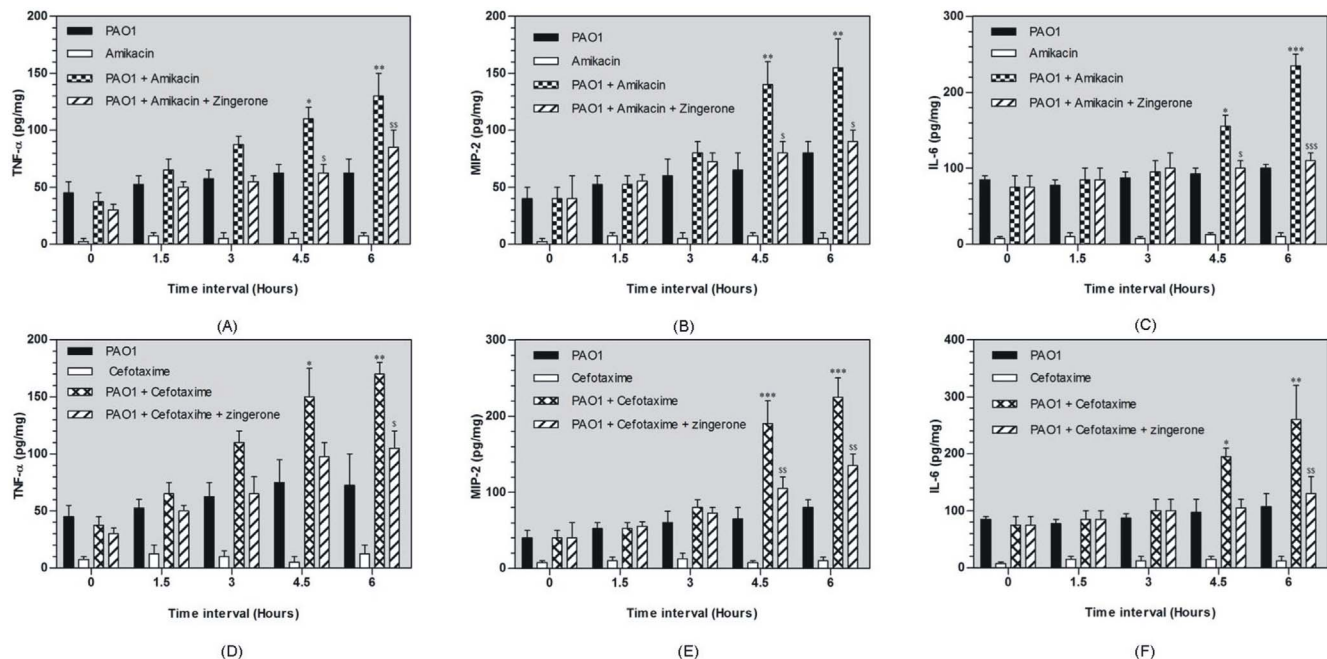 200
150
100
50
0
TNF-α (pg/mg)
PAO1
Amikacin
PAO1 + Amikacin
PAO1 + Amikacin + Zingerone
*
$
**
$$
0 1.5 3 4.5 6
Time interval (Hours)
(A)
200
150
100
50
0
MIP-2 (pg/mg)
PAO1
Amikacin
PAO1 + Amikacin
PAO1 + Amikacin + Zingerone
**
$
**
$
0 1.5 3 4.5 6
Time interval (Hours)
(B)
300
200
100
0
IL-6 (pg/mg)
PAO1
Amikacin
PAO1 + Amikacin
PAO1 + Amikacin + Zingerone
*
$
***
$$$
0 1.5 3 4.5 6
Time interval (Hours)
(C)
200
150
100
50
0
TNF-α (pg/mg)
PAO1
Cefotaxime
PAO1 + Cefotaxime
PAO1 + Cefotaxime + zingerone
*
**
$
0 1.5 3 4.5 6
Time interval (Hours)
(D)
300
200
100
0
MIP-2 (pg/mg)
PAO1
Cefotaxime
PAO1 + Cefotaxime
PAO1 + Cefotaxime + zingerone
***
$$
***
$$
0 1.5 3 4.5 6
Time interval (Hours)
(E)
400
300
200
100
0
IL-6 (pg/mg)
PAO1
Cefotaxime
PAO1 + Cefotaxime
PAO1 + Cefotaxime + zingerone
*
**
$$
0 1.5 3 4.5 6
Time interval (Hours)
(F)